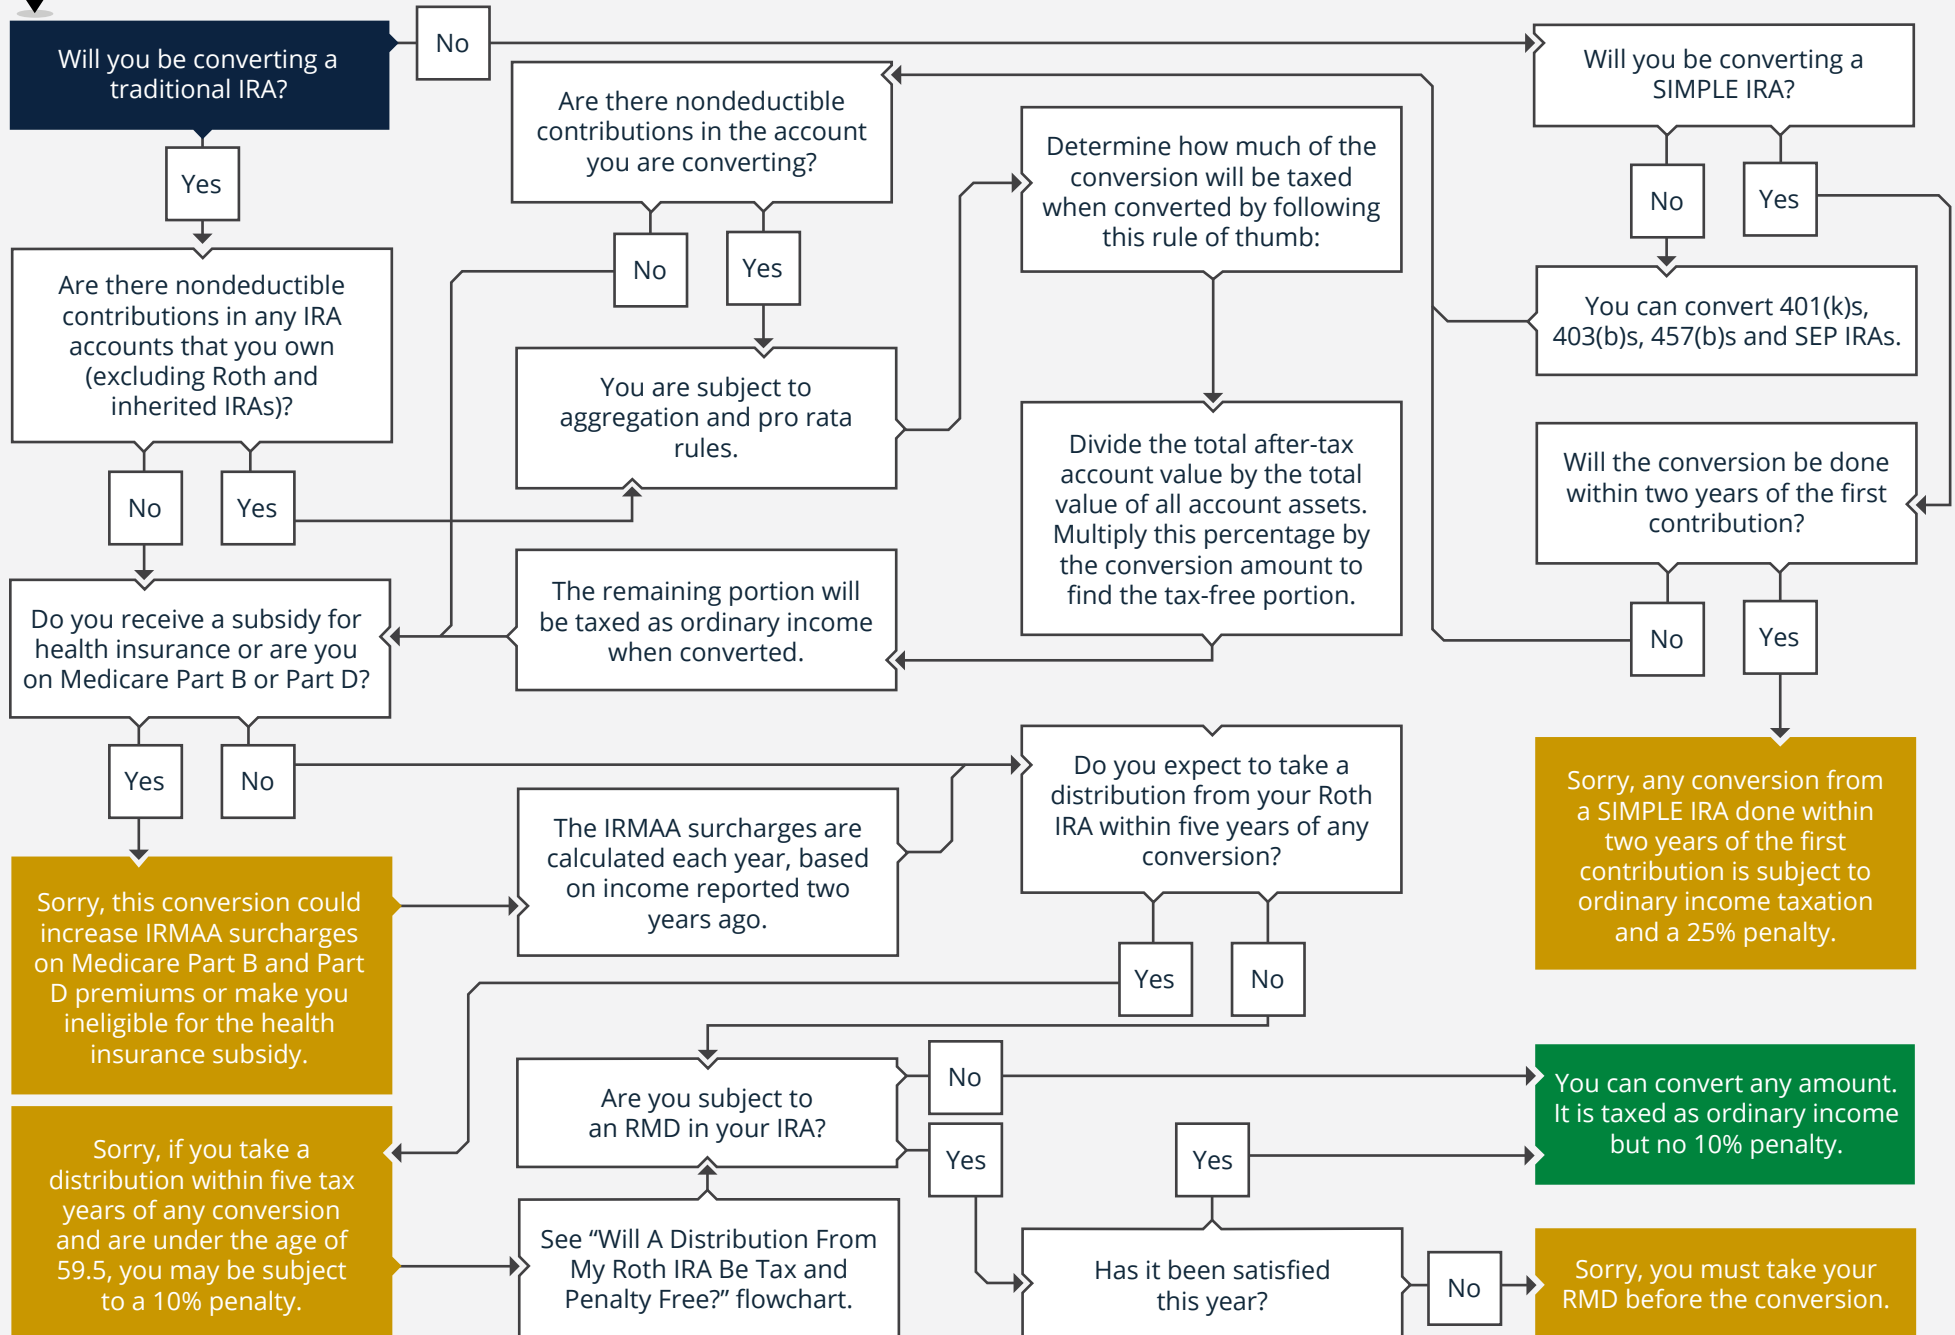 Will you be converting a
traditional IRA?
No
Will you be converting a
SIMPLE IRA?
Yes
Are there nondeductible
contributions in the account
you are converting?
No
Yes
Determine how much of the
conversion will be taxed
when converted by following
this rule of thumb:
No
Yes
Are there nondeductible
contributions in any IRA
accounts that you own
(excluding Roth and
inherited IRAs)?
No
Yes
You are subject to
aggregation and pro rata
rules.
Divide the total after-tax
account value by the total
value of all account assets.
Multiply this percentage by
the conversion amount to
find the tax-free portion.
You can convert 401(k)s,
403(b)s, 457(b)s and SEP IRAs.
Will the conversion be done
within two years of the first
contribution?
No
Yes
Do you receive a subsidy for
health insurance or are you
on Medicare Part B or Part D?
The remaining portion will
be taxed as ordinary income
when converted.
Yes
No
The IRMAA surcharges are
calculated each year, based
on income reported two
years ago.
Do you expect to take a
distribution from your Roth
IRA within five years of any
conversion?
Yes
No
Sorry, any conversion from
a SIMPLE IRA done within
two years of the first
contribution is subject to
ordinary income taxation
and a 25% penalty.
Sorry, this conversion could
increase IRMAA surcharges
on Medicare Part B and Part
D premiums or make you
ineligible for the health
insurance subsidy.
Are you subject to
an RMD in your IRA?
No
Yes
Yes
You can convert any amount.
It is taxed as ordinary income
but no 10% penalty.
Sorry, if you take a
distribution within five tax
years of any conversion
and are under the age of
59.5, you may be subject
to a 10% penalty.
See “Will A Distribution From
My Roth IRA Be Tax and
Penalty Free?” flowchart.
Has it been satisfied
this year?
No
Sorry, you must take your
RMD before the conversion.